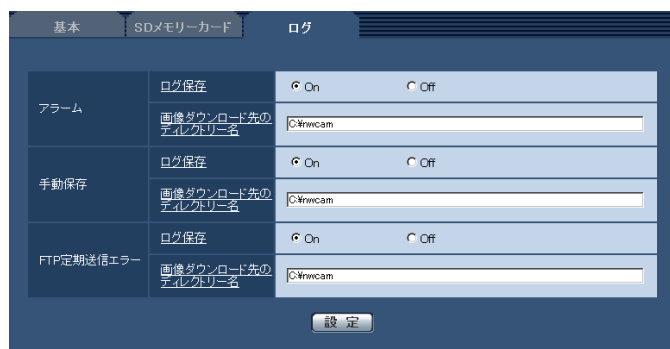 基本 SDメモリーカード ログ
アラーム
ログ保存 On Off
画像ダウンロード先の
ディレクトリー名 C:¥nwcam
手動保存
ログ保存 On Off
画像ダウンロード先の
ディレクトリー名 C:¥nwcam
FTP定期送信エラー
ログ保存 On Off
画像ダウンロード先の
ディレクトリー名 C:¥nwcam
設 定